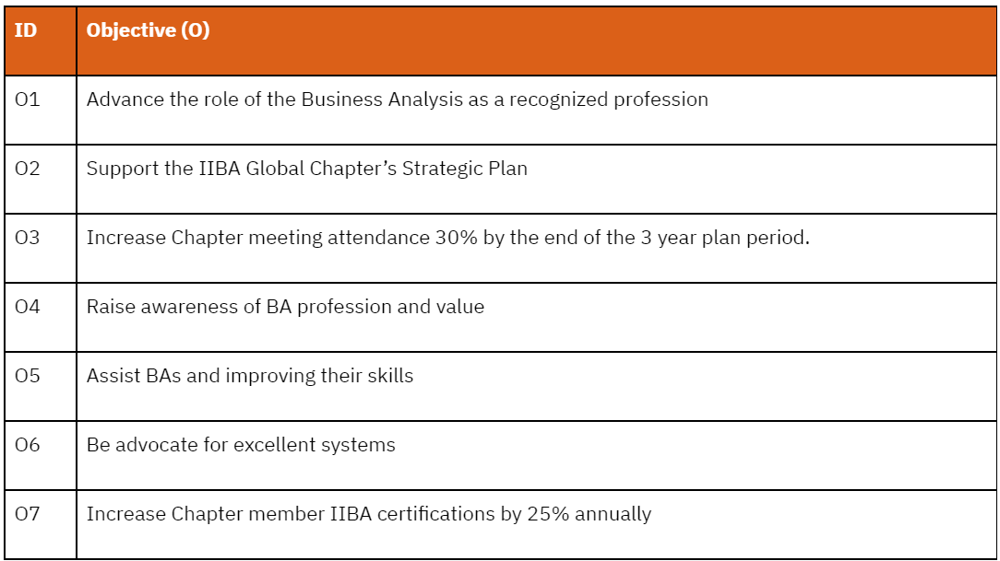 ID Objective (O)
O1 Advance the role of the Business Analysis as a recognized profession
O2 Support the IIBA Global Chapter’s Strategic Plan
O3 Increase Chapter meeting attendance 30% by the end of the 3 year plan period.
O4 Raise awareness of BA profession and value
O5 Assist BAs and improving their skills
O6 Be advocate for excellent systems
O7 Increase Chapter member IIBA certifications by 25% annually